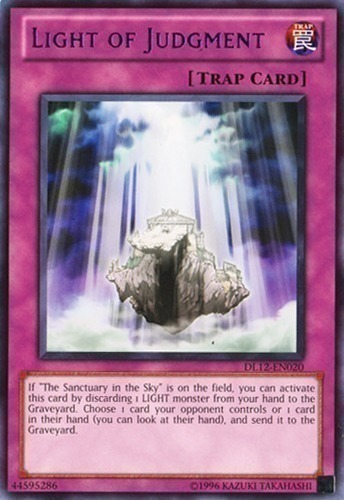 LIGHT OF JUDGMENT
TRAP
罠
[TRAP CARD]
DL12-EN020
If "The Sanctuary in the Sky" is on the field, you can activate
this card by discarding 1 LIGHT monster from your hand to the
Graveyard. Choose 1 card your opponent controls or 1 card
in their hand (you can look at their hand), and send it to the
Graveyard.
44595286
©1996 KAZUKI TAKAHASHI